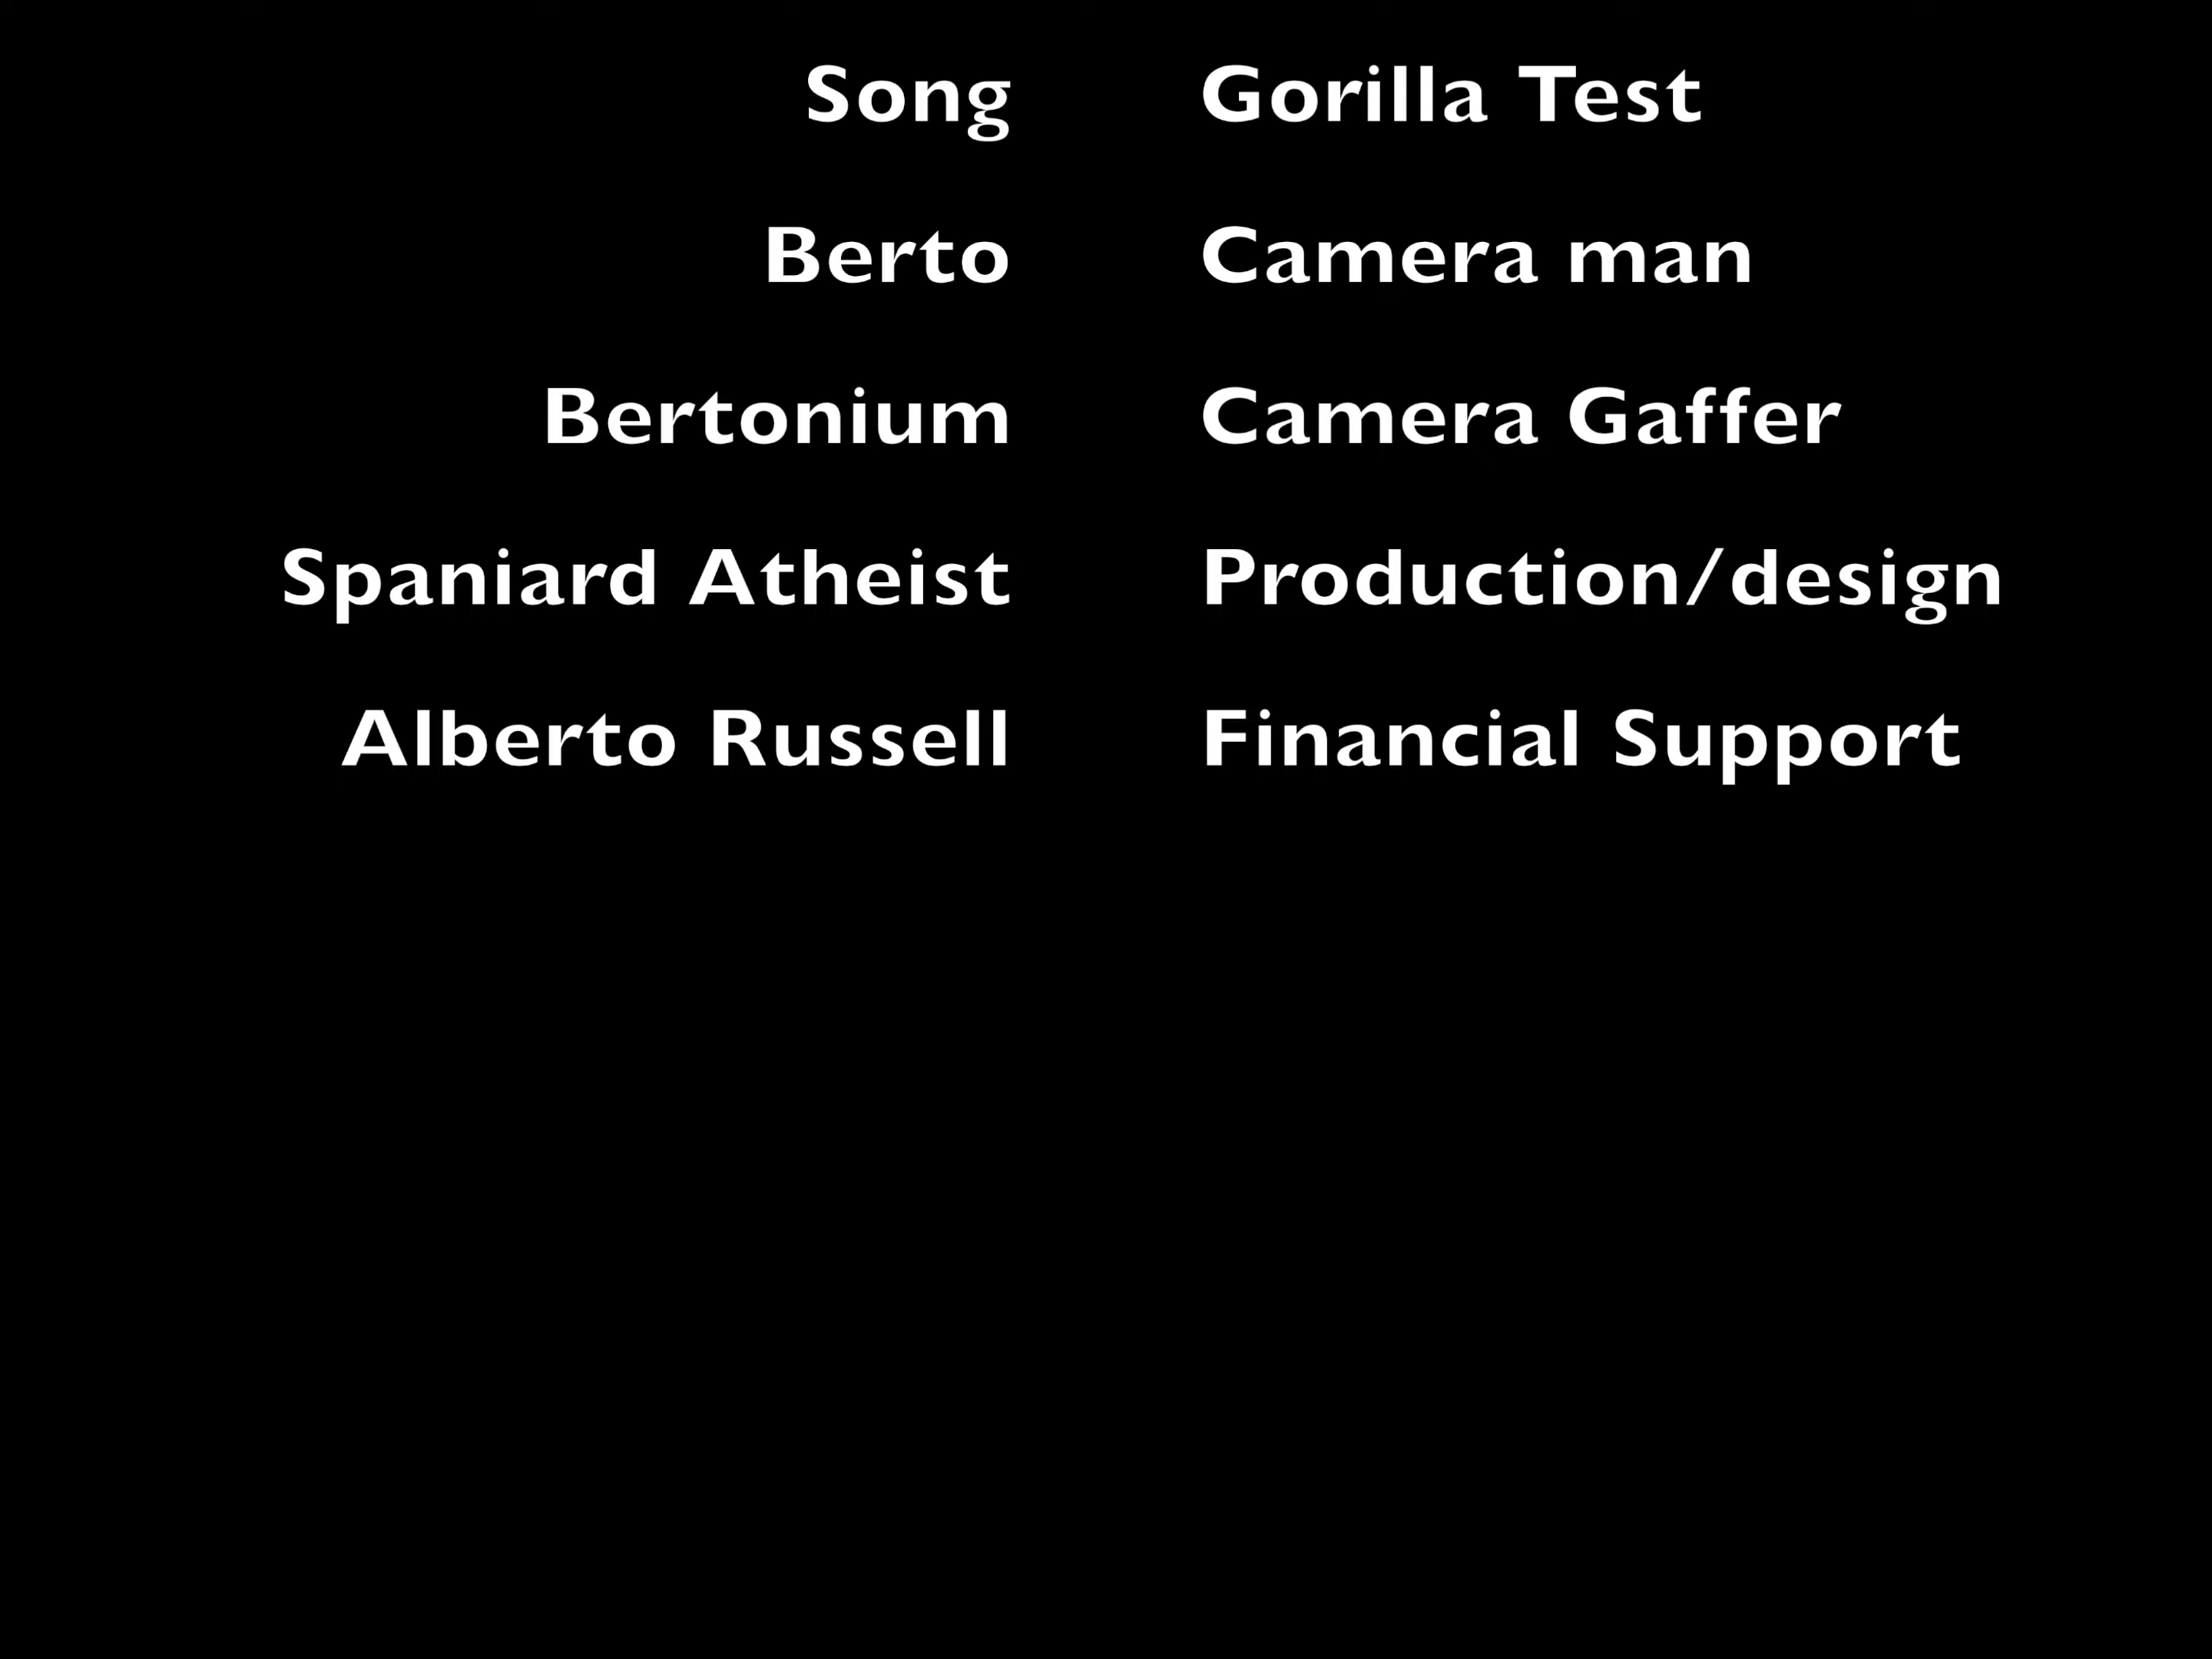 Song Gorilla Test
Berto Camera man
Bertonium Camera Gaffer
Spaniard Atheist Production/design
Alberto Russell Financial Support